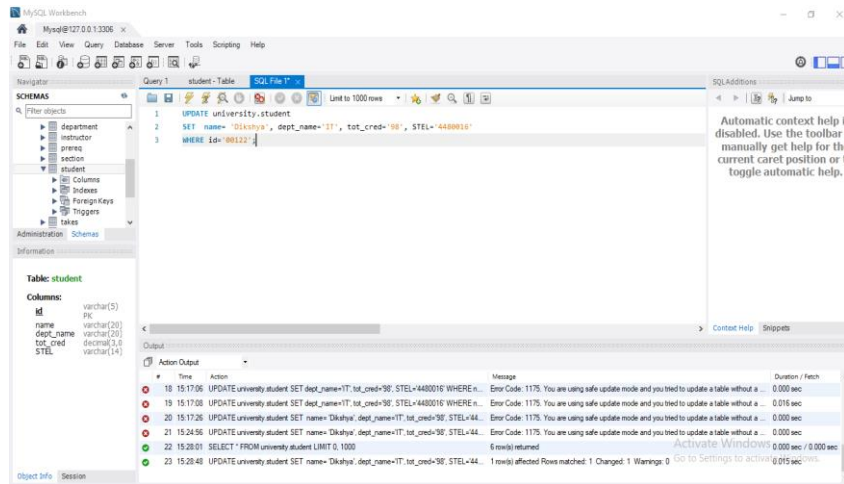 MySQL Workbench
Mysql@127.0.0.1:3306
File Edit View Query Database Server Tools Scripting Help
Navigator
SCHEMAS
Filter objects
department
instructor
prereq
section
student
Columns
Indexes
Foreign Keys
Triggers
takes
Administration Schemas
Information
Table: student
Columns:
id varchar(5) PK
name varchar(20)
dept_name varchar(20)
tot_cred decimal(3,0
STEL varchar(14)
Object Info Session
Query 1 student - Table SQL File 1*
Limit to 1000 rows
1 UPDATE university.student
2 SET name= 'Dikshya', dept_name='IT', tot_cred='98', STEL='4480016'
3 WHERE id='00122';
SQLAdditions
Jump to
Automatic context help i
disabled. Use the toolbar
manually get help for th
current caret position or
toggle automatic help.
Context Help Snippets
Output
Action Output
# Time Action Message Duration / Fetch
18 15:17:06 UPDATE university.student SET dept_name='IT', tot_cred='98', STEL='4480016' WHERE n... Error Code: 1175. You are using safe update mode and you tried to update a table without a ... 0.000 sec
19 15:17:08 UPDATE university.student SET dept_name='IT', tot_cred='98', STEL='4480016' WHERE n... Error Code: 1175. You are using safe update mode and you tried to update a table without a ... 0.016 sec
20 15:17:26 UPDATE university.student SET name= 'Dikshya', dept_name='IT', tot_cred='98', STEL='44... Error Code: 1175. You are using safe update mode and you tried to update a table without a ... 0.000 sec
21 15:24:56 UPDATE university.student SET name= 'Dikshya', dept_name='IT', tot_cred='98', STEL='44... Error Code: 1175. You are using safe update mode and you tried to update a table without a ... 0.000 sec
22 15:28:01 SELECT * FROM university.student LIMIT 0, 1000 6 row(s) returned 0.000 sec / 0.000 sec
23 15:28:48 UPDATE university.student SET name= 'Dikshya', dept_name='IT', tot_cred='98', STEL='44... 1 row(s) affected Rows matched: 1 Changed: 1 Warnings: 0 0.015 sec
Activate Windows
Go to Settings to activate Windows.